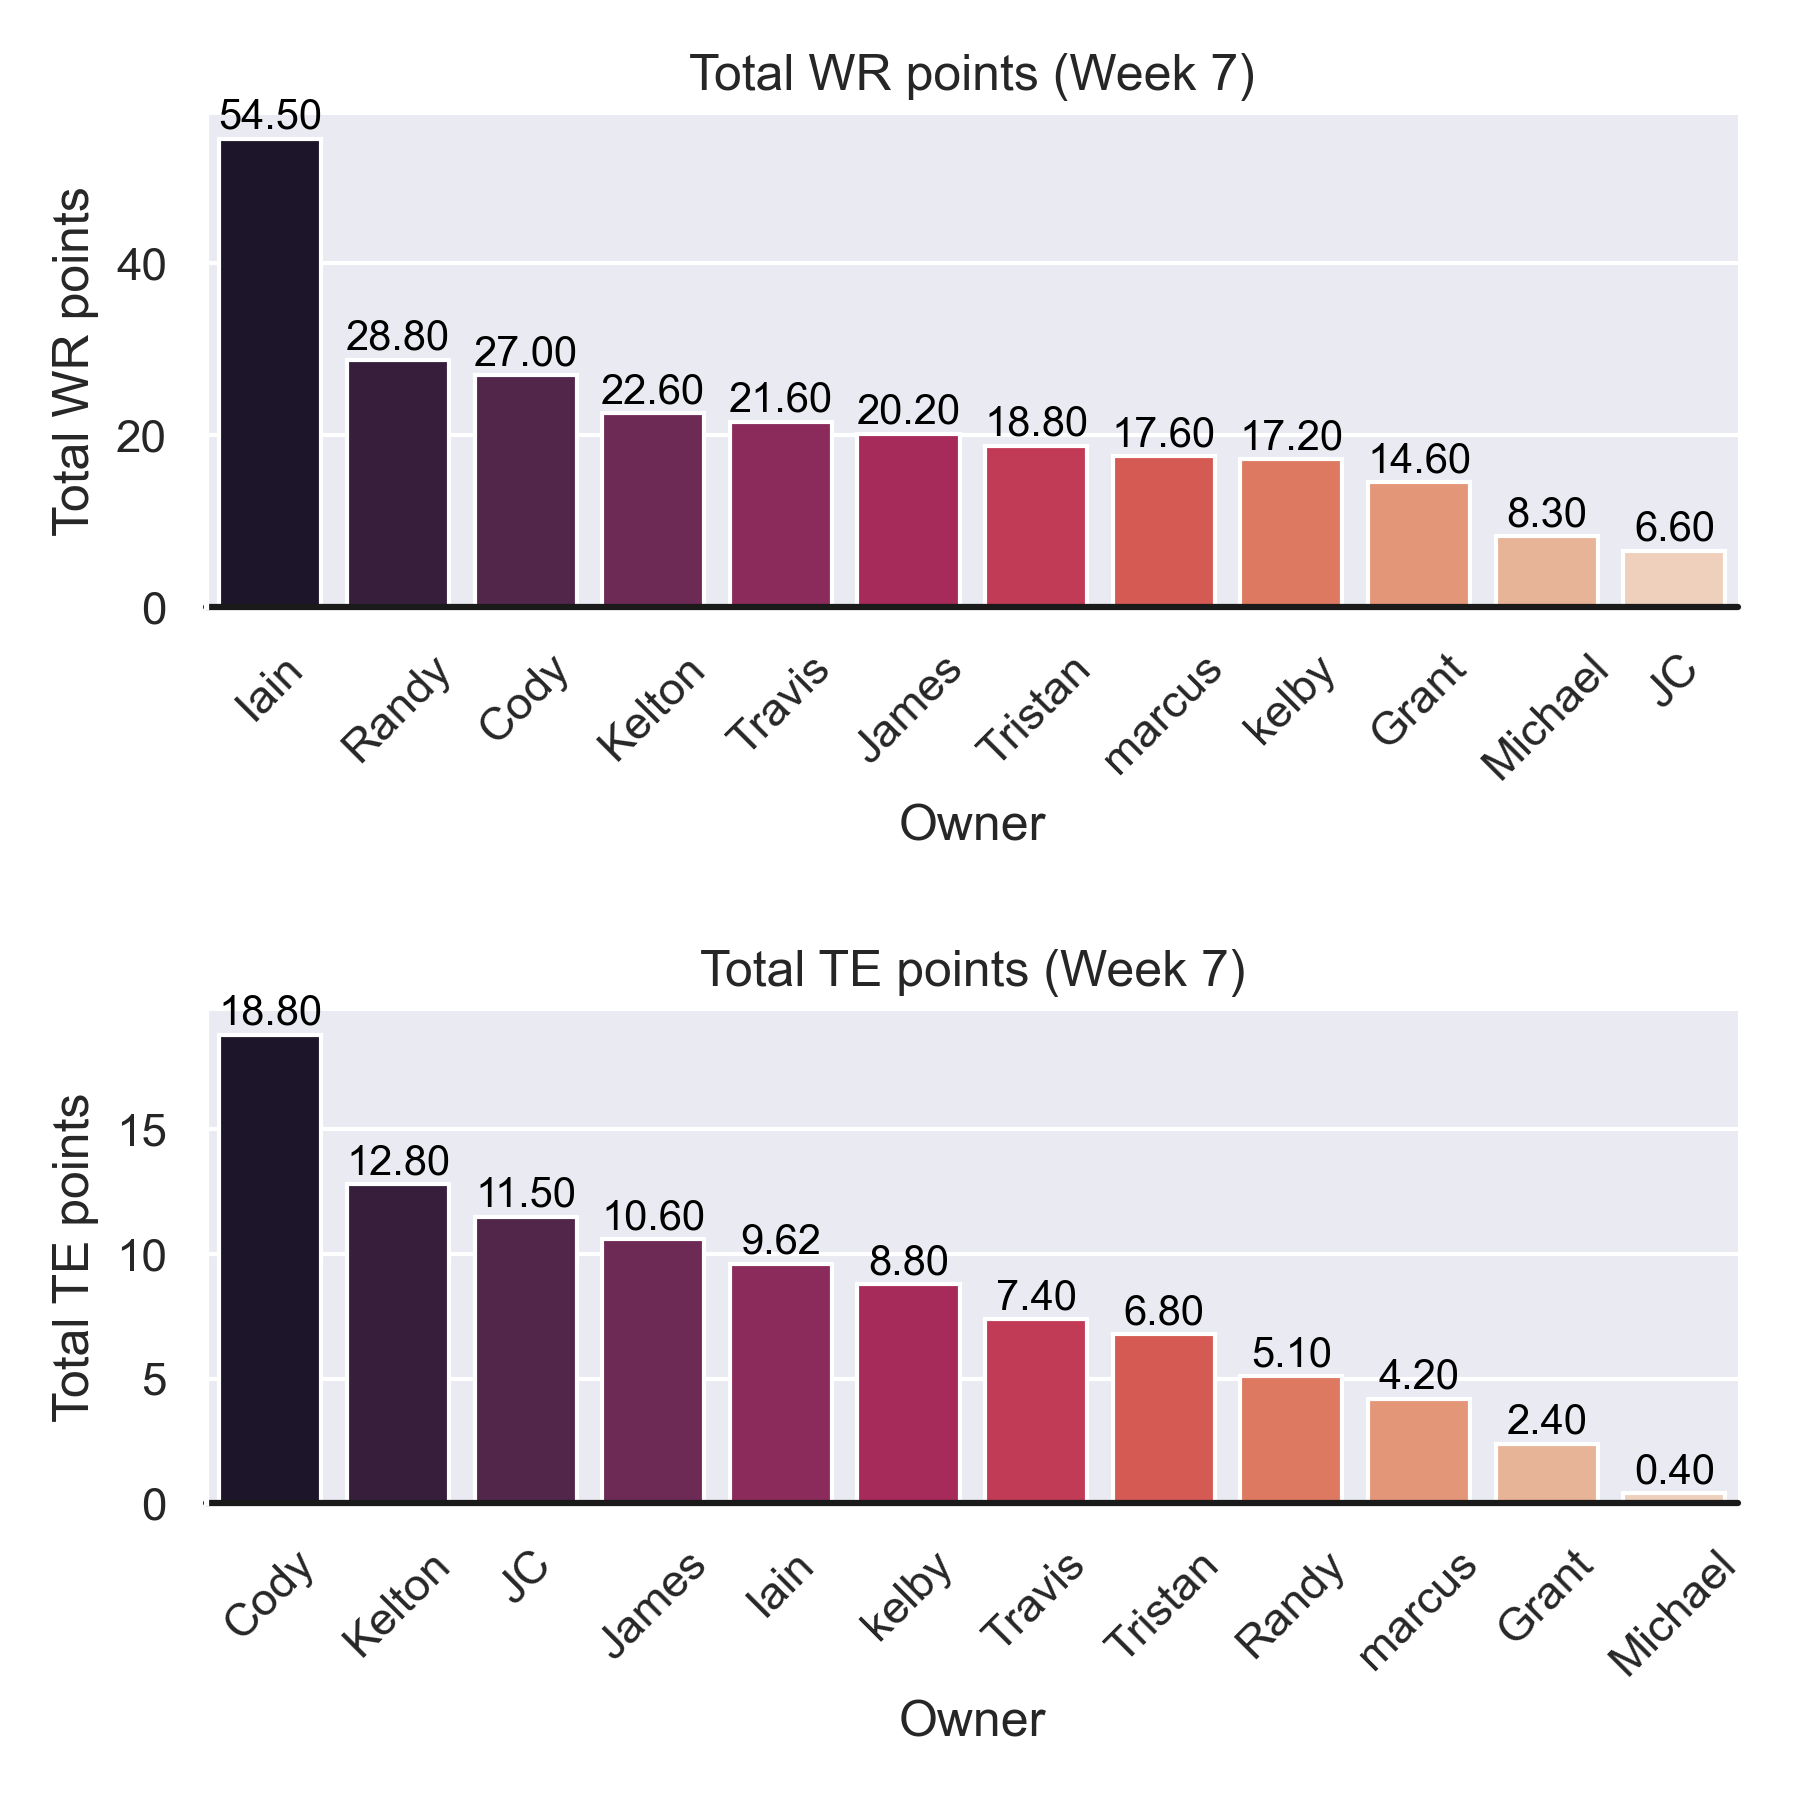 Total WR points (Week 7)
Total WR points
40
20
0
54.50
28.80
27.00
22.60
21.60
20.20
18.80
17.60
17.20
14.60
8.30
6.60
Iain
Randy
Cody
Kelton
Travis
James
Tristan
marcus
kelby
Grant
Michael
JC
Owner
Total TE points (Week 7)
Total TE points
15
10
5
0
18.80
12.80
11.50
10.60
9.62
8.80
7.40
6.80
5.10
4.20
2.40
0.40
Cody
Kelton
JC
James
Iain
kelby
Travis
Tristan
Randy
marcus
Grant
Michael
Owner